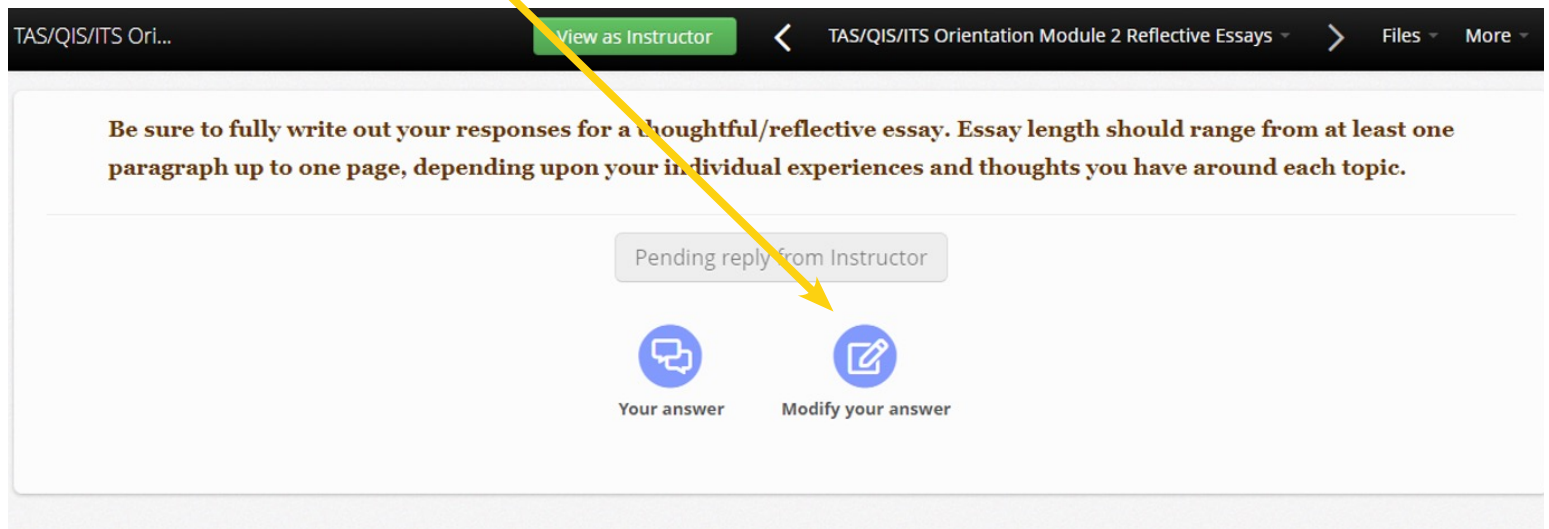 TAS/QIS/ITS Ori... View as Instructor TAS/QIS/ITS Orientation Module 2 Reflective Essays Files More
Be sure to fully write out your responses for a thoughtful/reflective essay. Essay length should range from at least one
paragraph up to one page, depending upon your individual experiences and thoughts you have around each topic.
Pending reply from Instructor
Your answer Modify your answer